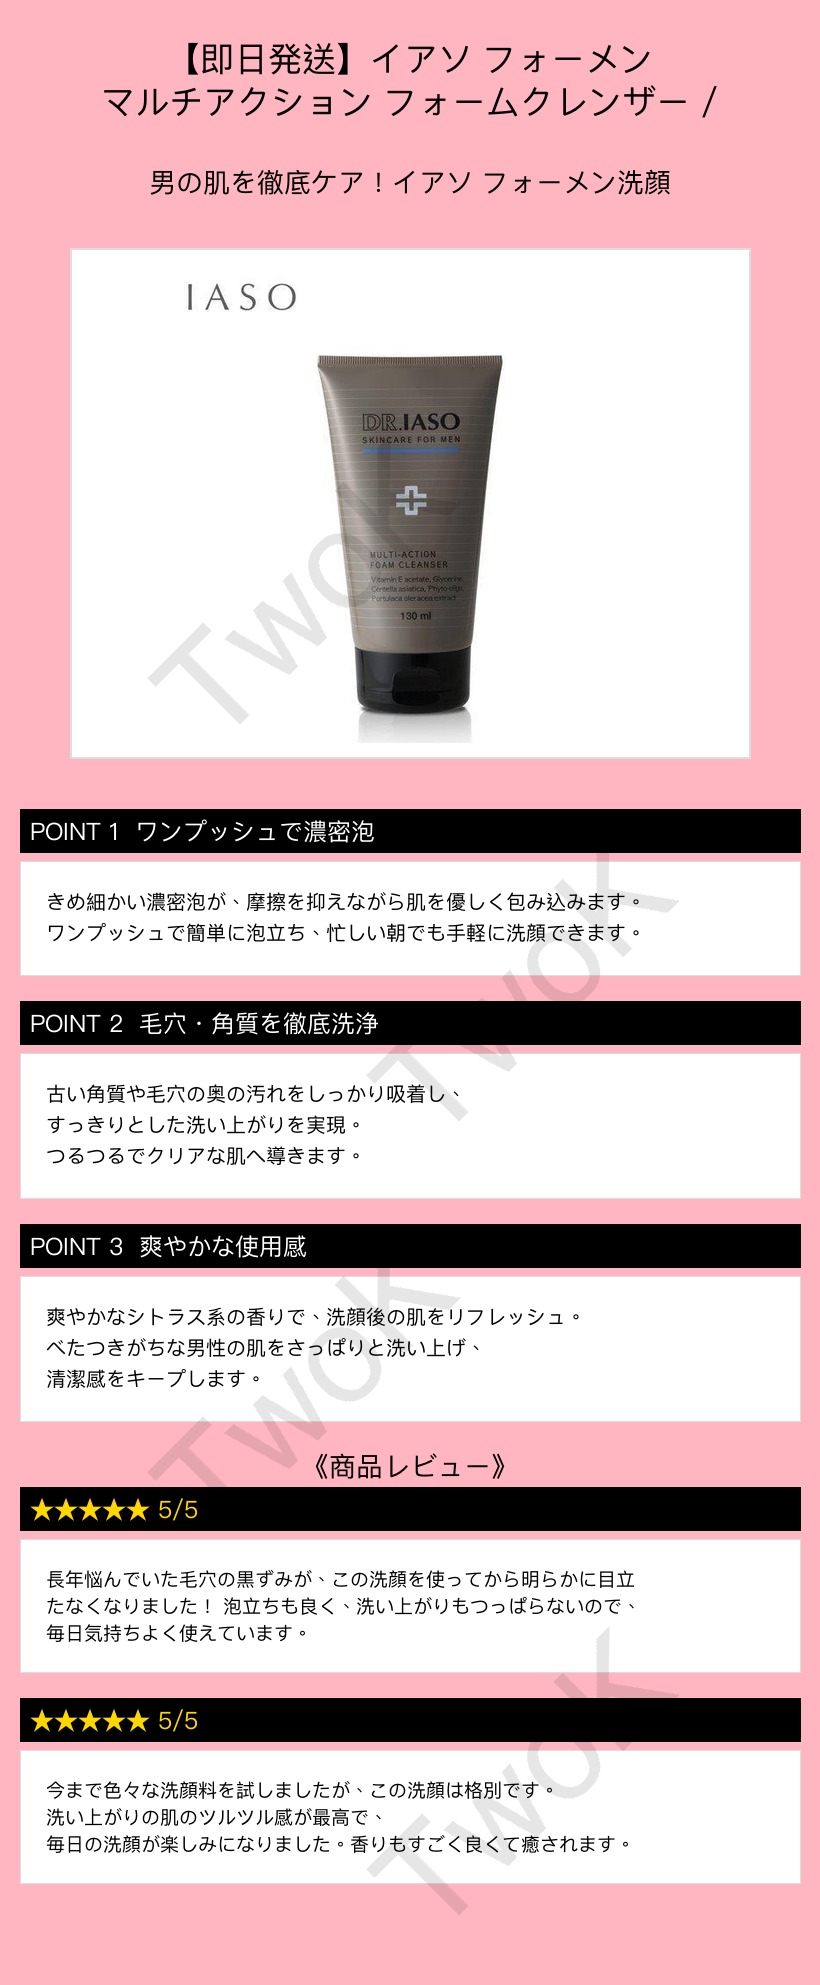 【即日発送】イアソ フォーメン
マルチアクション フォームクレンザー /
男の肌を徹底ケア！イアソ フォーメン洗顔
IASO
DR.IASO
SKINCARE FOR MEN
MULTI-ACTION
FOAM CLEANSER
Vitamin E acetate, Glycerine,
Centella asiatica, Phyto-oligo,
Portulaca oleracea extract
130 ml
TwoK
POINT 1 ワンプッシュで濃密泡
きめ細かい濃密泡が、摩擦を抑えながら肌を優しく包み込みます。
ワンプッシュで簡単に泡立ち、忙しい朝でも手軽に洗顔できます。
TwoK
POINT 2 毛穴・角質を徹底洗浄
古い角質や毛穴の奥の汚れをしっかり吸着し、
すっきりとした洗い上がりを実現。
つるつるでクリアな肌へ導きます。
POINT 3 爽やかな使用感
爽やかなシトラス系の香りで、洗顔後の肌をリフレッシュ。
べたつきがちな男性の肌をさっぱりと洗い上げ、
清潔感をキープします。
TwoK
《商品レビュー》
★★★★★ 5/5
長年悩んでいた毛穴の黒ずみが、この洗顔を使ってから明らかに目立
たなくなりました！ 泡立ちも良く、洗い上がりもつっぱらないので、
毎日気持ちよく使えています。
★★★★★ 5/5
今まで色々な洗顔料を試しましたが、この洗顔は格別です。
洗い上がりの肌のツルツル感が最高で、
毎日の洗顔が楽しみになりました。香りもすごく良くて癒されます。
TwoK